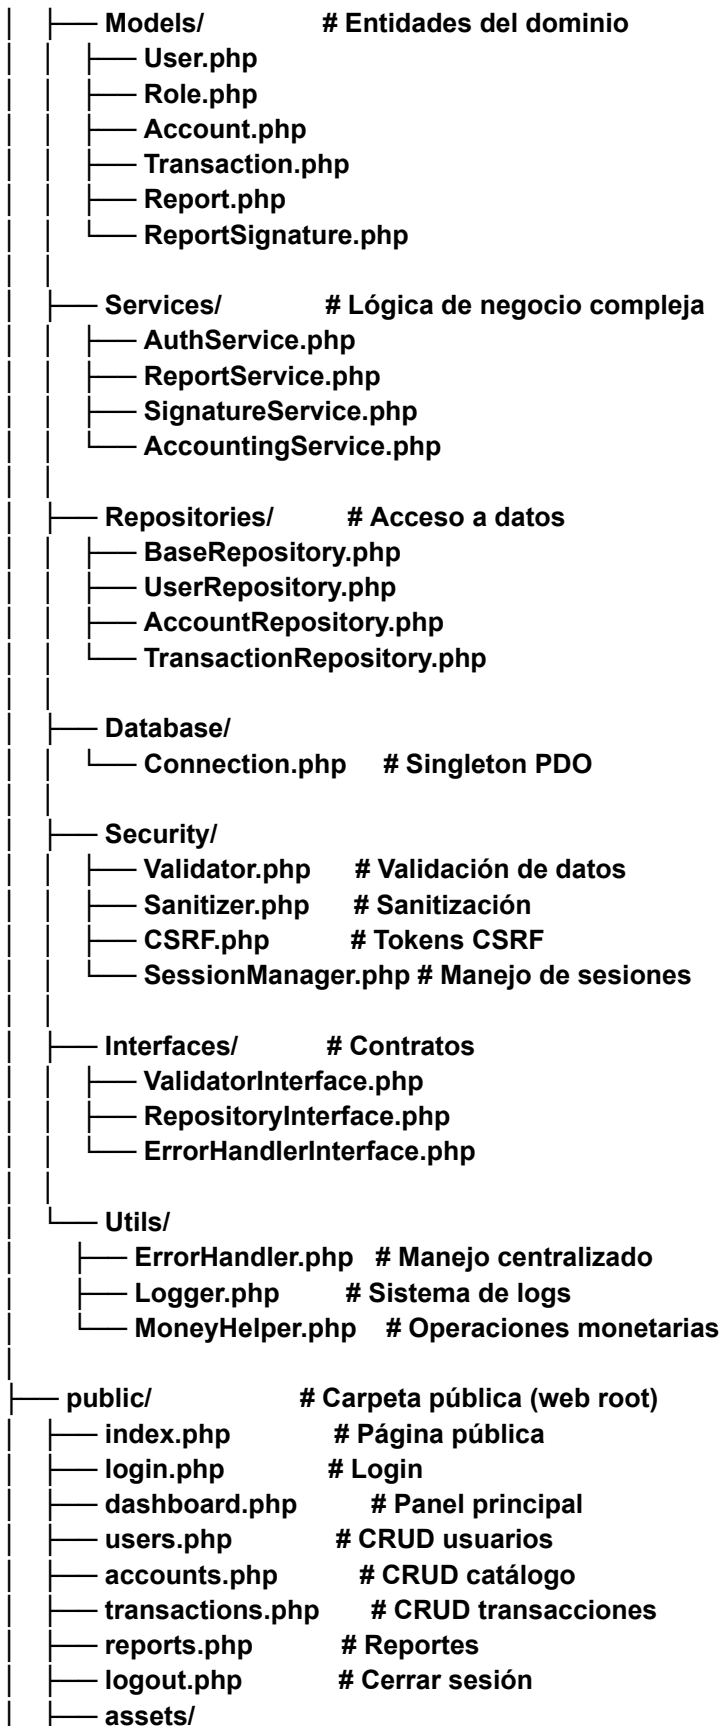 │   ├── Models/               # Entidades del dominio
│   │   ├── User.php
│   │   ├── Role.php
│   │   ├── Account.php
│   │   ├── Transaction.php
│   │   ├── Report.php
│   │   └── ReportSignature.php
│   │
│   ├── Services/             # Lógica de negocio compleja
│   │   ├── AuthService.php
│   │   ├── ReportService.php
│   │   ├── SignatureService.php
│   │   └── AccountingService.php
│   │
│   ├── Repositories/         # Acceso a datos
│   │   ├── BaseRepository.php
│   │   ├── UserRepository.php
│   │   ├── AccountRepository.php
│   │   └── TransactionRepository.php
│   │
│   ├── Database/
│   │   └── Connection.php     # Singleton PDO
│   │
│   ├── Security/
│   │   ├── Validator.php      # Validación de datos
│   │   ├── Sanitizer.php      # Sanitización
│   │   ├── CSRF.php           # Tokens CSRF
│   │   └── SessionManager.php # Manejo de sesiones
│   │
│   ├── Interfaces/           # Contratos
│   │   ├── ValidatorInterface.php
│   │   ├── RepositoryInterface.php
│   │   └── ErrorHandlerInterface.php
│   │
│   └── Utils/
│       ├── ErrorHandler.php   # Manejo centralizado
│       ├── Logger.php         # Sistema de logs
│       └── MoneyHelper.php    # Operaciones monetarias
│
├── public/                   # Carpeta pública (web root)
│   ├── index.php             # Página pública
│   ├── login.php             # Login
│   ├── dashboard.php         # Panel principal
│   ├── users.php             # CRUD usuarios
│   ├── accounts.php          # CRUD catálogo
│   ├── transactions.php      # CRUD transacciones
│   ├── reports.php           # Reportes
│   ├── logout.php            # Cerrar sesión
│   ├── assets/